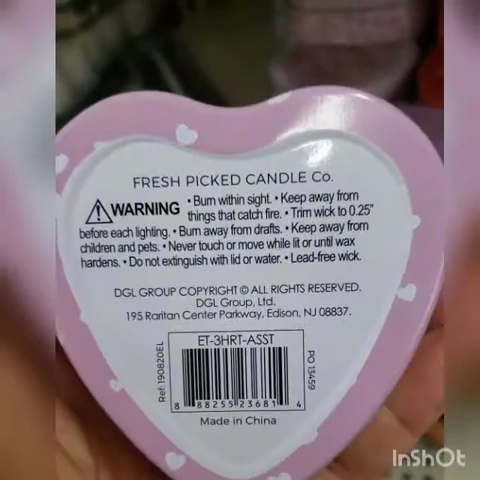 FRESH PICKED CANDLE Co.
⚠WARNING • Burn within sight. • Keep away from
things that catch fire. • Trim wick to 0.25"
before each lighting. • Burn away from drafts. • Keep away from
children and pets. • Never touch or move while lit or until wax
hardens. • Do not extinguish with lid or water. • Lead-free wick.
DGL GROUP COPYRIGHT © ALL RIGHTS RESERVED.
DGL Group, Ltd.
195 Raritan Center Parkway, Edison, NJ 08837.
ET-3HRT-ASST
Ref: 190820EL
PO 13459
8 88255 23681 4
Made in China
InShOt